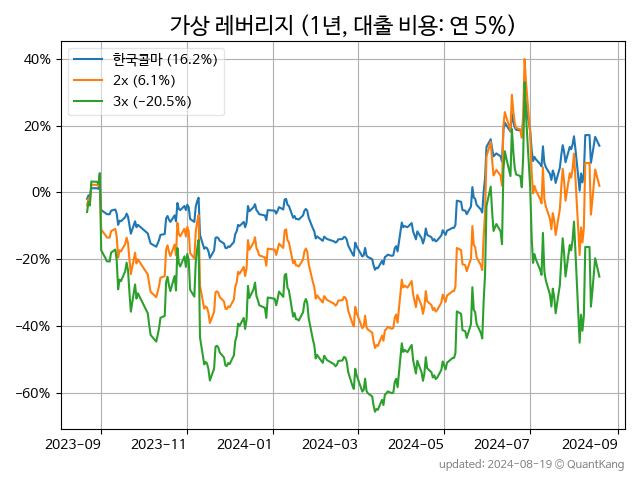 가상 레버리지 (1년, 대출 비용: 연 5%)
한국콜마 (16.2%)
2x (6.1%)
3x (-20.5%)
40%
20%
0%
−20%
−40%
−60%
2023-09 2023-11 2024-01 2024-03 2024-05 2024-07 2024-09
updated: 2024-08-19 © QuantKang